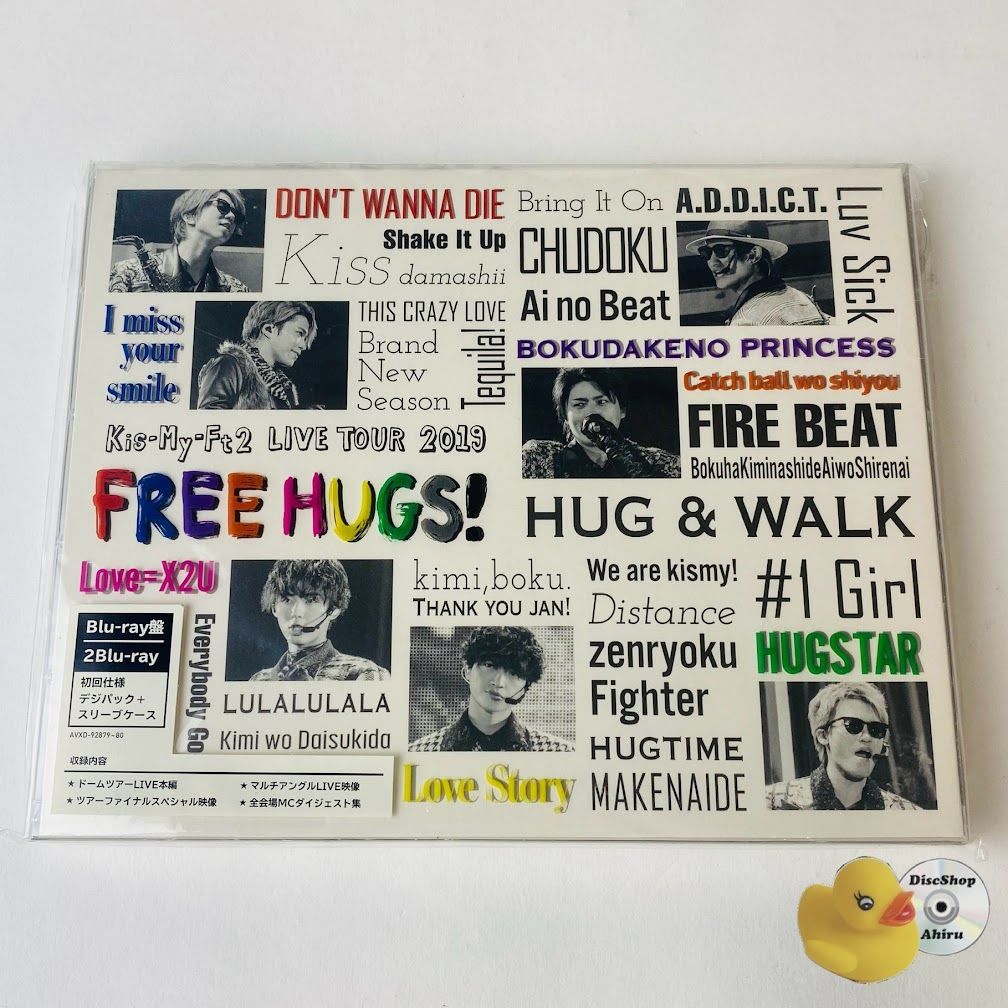 DON'T WANNA DIE
Shake It Up
Kiss damashii
I miss
your
smile
THIS CRAZY LOVE
Brand
New
Season
Tequila!
Kis-My-Ft2 LIVE TOUR 2019
FREE HUGS!
Bring It On
A.D.D.I.C.T.
Luv Sick
CHUDOKU
Ai no Beat
BOKUDAKENO PRINCESS
Catch ball wo shiyou
FIRE BEAT
BokuhaKiminashideAiwoShirenai
HUG & WALK
Love=X2U
Everybody Go
LULALULALA
Kimi wo Daisukida
kimi,boku.
THANK YOU JAN!
Love Story
We are kismy!
Distance
zenryoku
Fighter
HUGTIME
MAKENAIDE
#1 Girl
HUGSTAR
Blu-ray盤
2Blu-ray
初回仕様
デジパック+
スリーブケース
AVXD-92879~80
収録内容
★ドームツアーLIVE本編
★マルチアングルLIVE映像
★ツアーファイナルスペシャル映像
★全会場MCダイジェスト集
DiscShop
Ahiru